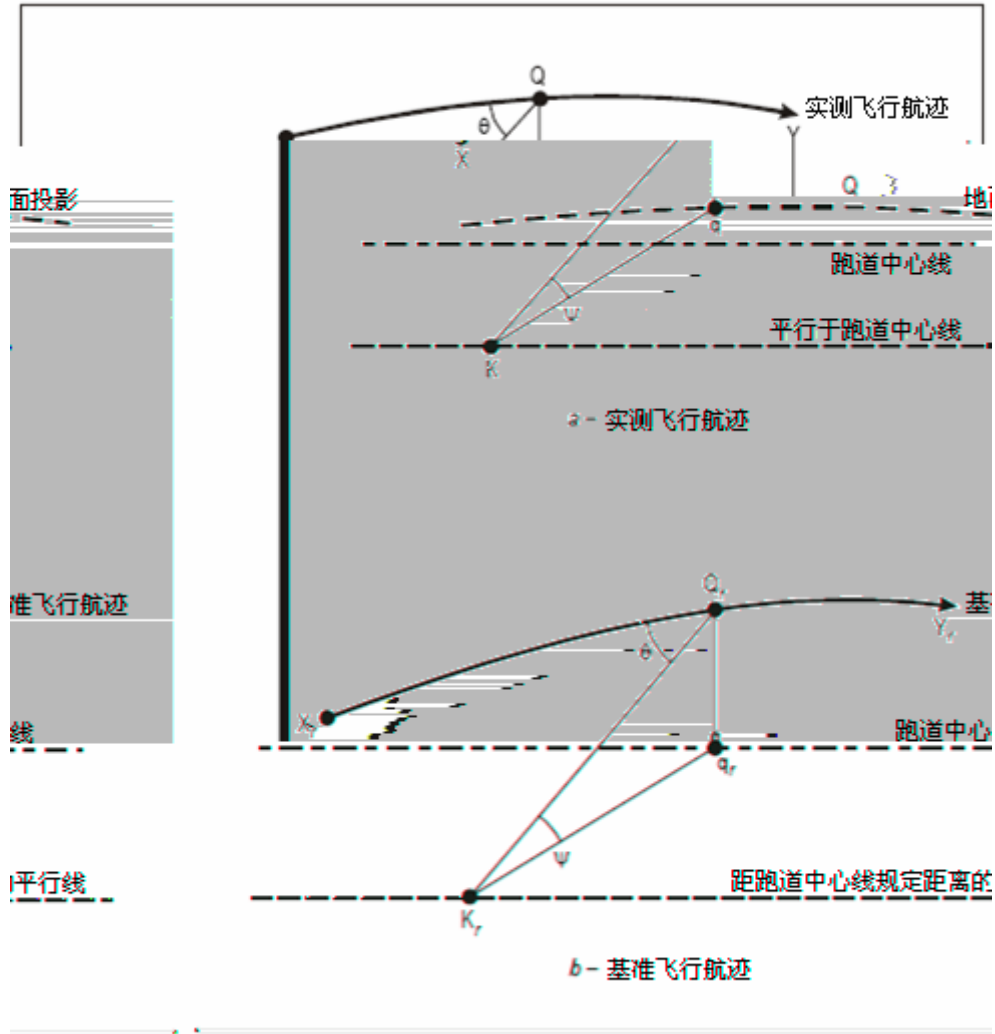 Q
θ
实测飞行航迹
X
Y
面投影
Q
地
q
跑道中心线
Ψ
平行于跑道中心线
K
a - 实测飞行航迹
准飞行航迹
Qr
基
θ
Yr
Xr
线
跑道中心
qr
Ψ
平行线
距跑道中心线规定距离的
Kr
b - 基准飞行航迹